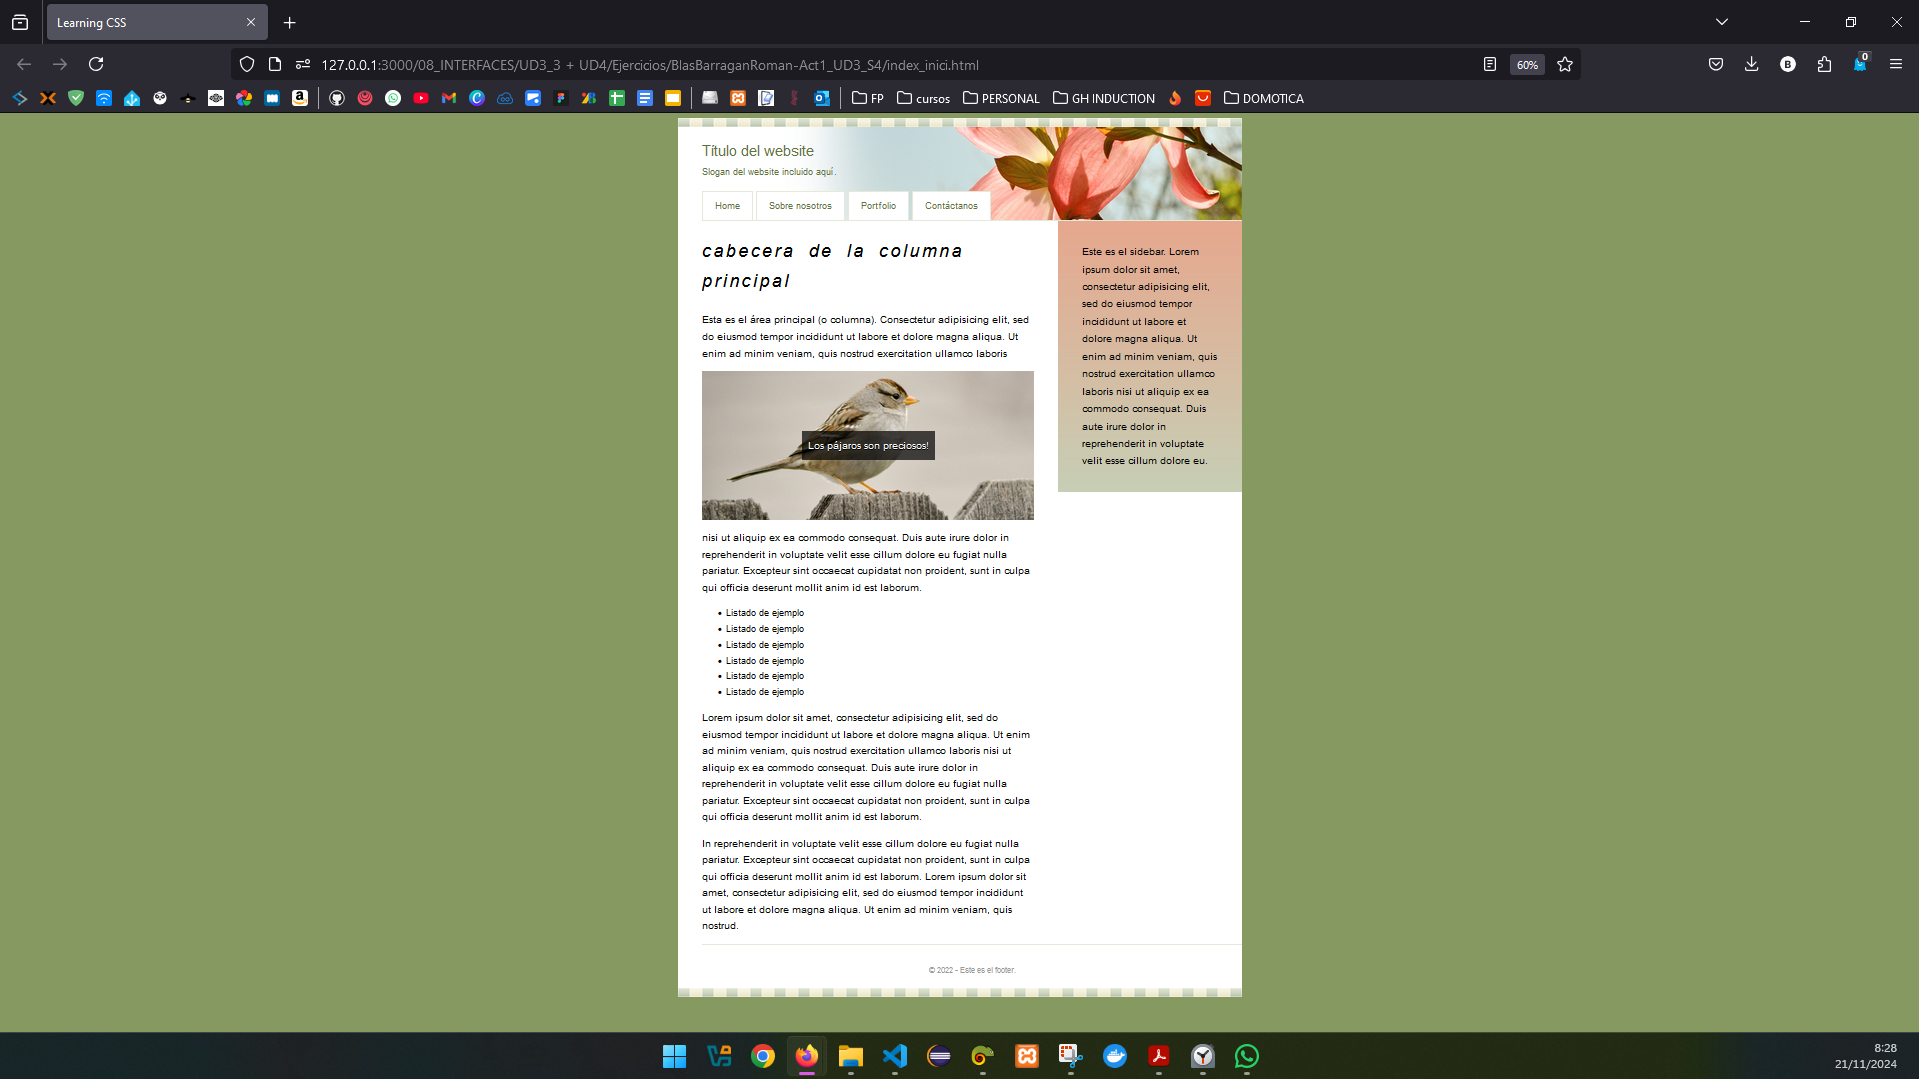 Learning CSS
127.0.0.1:3000/08_INTERFACES/UD3_3 + UD4/Ejercicios/BlasBarraganRoman-Act1_UD3_S4/index_inici.html
60%
B
0
FP
cursos
PERSONAL
GH INDUCTION
DOMOTICA
Título del website
Slogan del website incluido aquí.
Home
Sobre nosotros
Portfolio
Contáctanos
cabecera de la columna
principal
Esta es el área principal (o columna). Consectetur adipisicing elit, sed
do eiusmod tempor incididunt ut labore et dolore magna aliqua. Ut
enim ad minim veniam, quis nostrud exercitation ullamco laboris
Los pájaros son preciosos!
nisi ut aliquip ex ea commodo consequat. Duis aute irure dolor in
reprehenderit in voluptate velit esse cillum dolore eu fugiat nulla
pariatur. Excepteur sint occaecat cupidatat non proident, sunt in culpa
qui officia deserunt mollit anim id est laborum.
Listado de ejemplo
Listado de ejemplo
Listado de ejemplo
Listado de ejemplo
Listado de ejemplo
Listado de ejemplo
Lorem ipsum dolor sit amet, consectetur adipisicing elit, sed do
eiusmod tempor incididunt ut labore et dolore magna aliqua. Ut enim
ad minim veniam, quis nostrud exercitation ullamco laboris nisi ut
aliquip ex ea commodo consequat. Duis aute irure dolor in
reprehenderit in voluptate velit esse cillum dolore eu fugiat nulla
pariatur. Excepteur sint occaecat cupidatat non proident, sunt in culpa
qui officia deserunt mollit anim id est laborum.
In reprehenderit in voluptate velit esse cillum dolore eu fugiat nulla
pariatur. Excepteur sint occaecat cupidatat non proident, sunt in culpa
qui officia deserunt mollit anim id est laborum. Lorem ipsum dolor sit
amet, consectetur adipisicing elit, sed do eiusmod tempor incididunt
ut labore et dolore magna aliqua. Ut enim ad minim veniam, quis
nostrud.
Este es el sidebar. Lorem
ipsum dolor sit amet,
consectetur adipisicing elit,
sed do eiusmod tempor
incididunt ut labore et
dolore magna aliqua. Ut
enim ad minim veniam, quis
nostrud exercitation ullamco
laboris nisi ut aliquip ex ea
commodo consequat. Duis
aute irure dolor in
reprehenderit in voluptate
velit esse cillum dolore eu.
© 2022 - Este es el footer.
8:28
21/11/2024